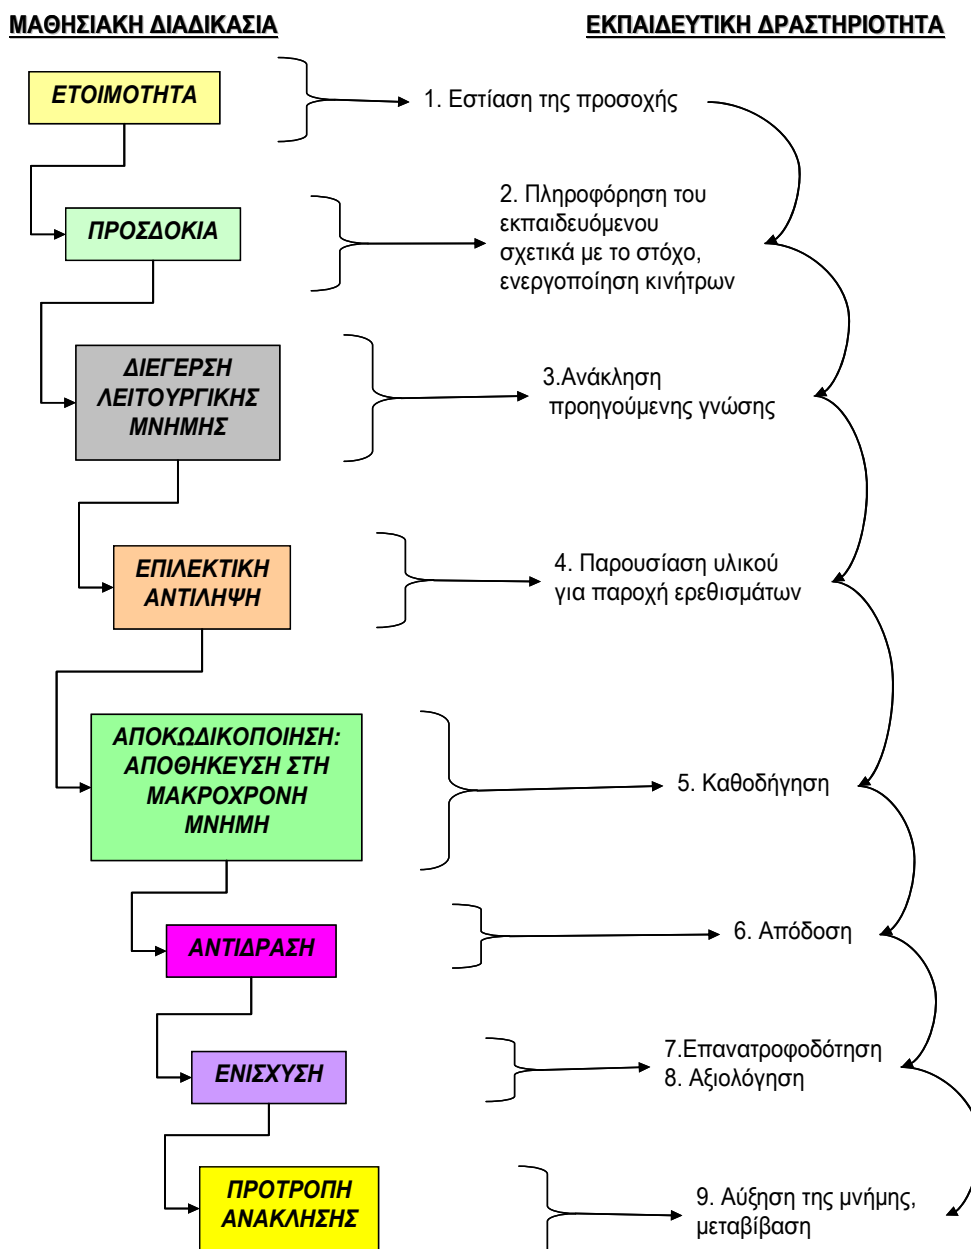 ΜΑΘΗΣΙΑΚΗ ΔΙΑΔΙΚΑΣΙΑ
ΕΚΠΑΙΔΕΥΤΙΚΗ ΔΡΑΣΤΗΡΙΟΤΗΤΑ
ΕΤΟΙΜΟΤΗΤΑ
1. Εστίαση της προσοχής
ΠΡΟΣΔΟΚΙΑ
2. Πληροφόρηση του
εκπαιδευόμενου
σχετικά με το στόχο,
ενεργοποίηση κινήτρων
ΔΙΕΓΕΡΣΗ
ΛΕΙΤΟΥΡΓΙΚΗΣ
ΜΝΗΜΗΣ
3.Ανάκληση
προηγούμενης γνώσης
ΕΠΙΛΕΚΤΙΚΗ
ΑΝΤΙΛΗΨΗ
4. Παρουσίαση υλικού
για παροχή ερεθισμάτων
ΑΠΟΚΩΔΙΚΟΠΟΙΗΣΗ:
ΑΠΟΘΗΚΕΥΣΗ ΣΤΗ
ΜΑΚΡΟΧΡΟΝΗ
ΜΝΗΜΗ
5. Καθοδήγηση
ΑΝΤΙΔΡΑΣΗ
6. Απόδοση
ΕΝΙΣΧΥΣΗ
7.Επανατροφοδότηση
8. Αξιολόγηση
ΠΡΟΤΡΟΠΗ
ΑΝΑΚΛΗΣΗΣ
9. Αύξηση της μνήμης,
μεταβίβαση